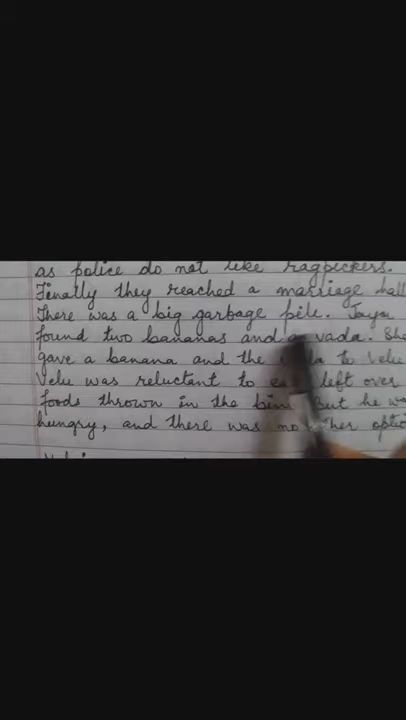 as police do not like ragpickers.
Finally they reached a marriage hall
There was a big garbage pile. Jaya
found two bananas and a vada. She
gave a banana and the to Velu
Velu was reluctant to left over
foods thrown in the bins But he
hungry, and there was no